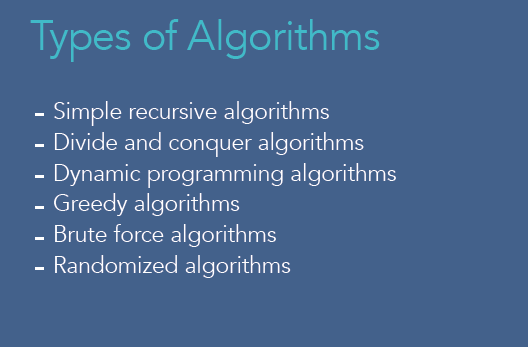 Types of Algorithms
- Simple recursive algorithms
- Divide and conquer algorithms
- Dynamic programming algorithms
- Greedy algorithms
- Brute force algorithms
- Randomized algorithms